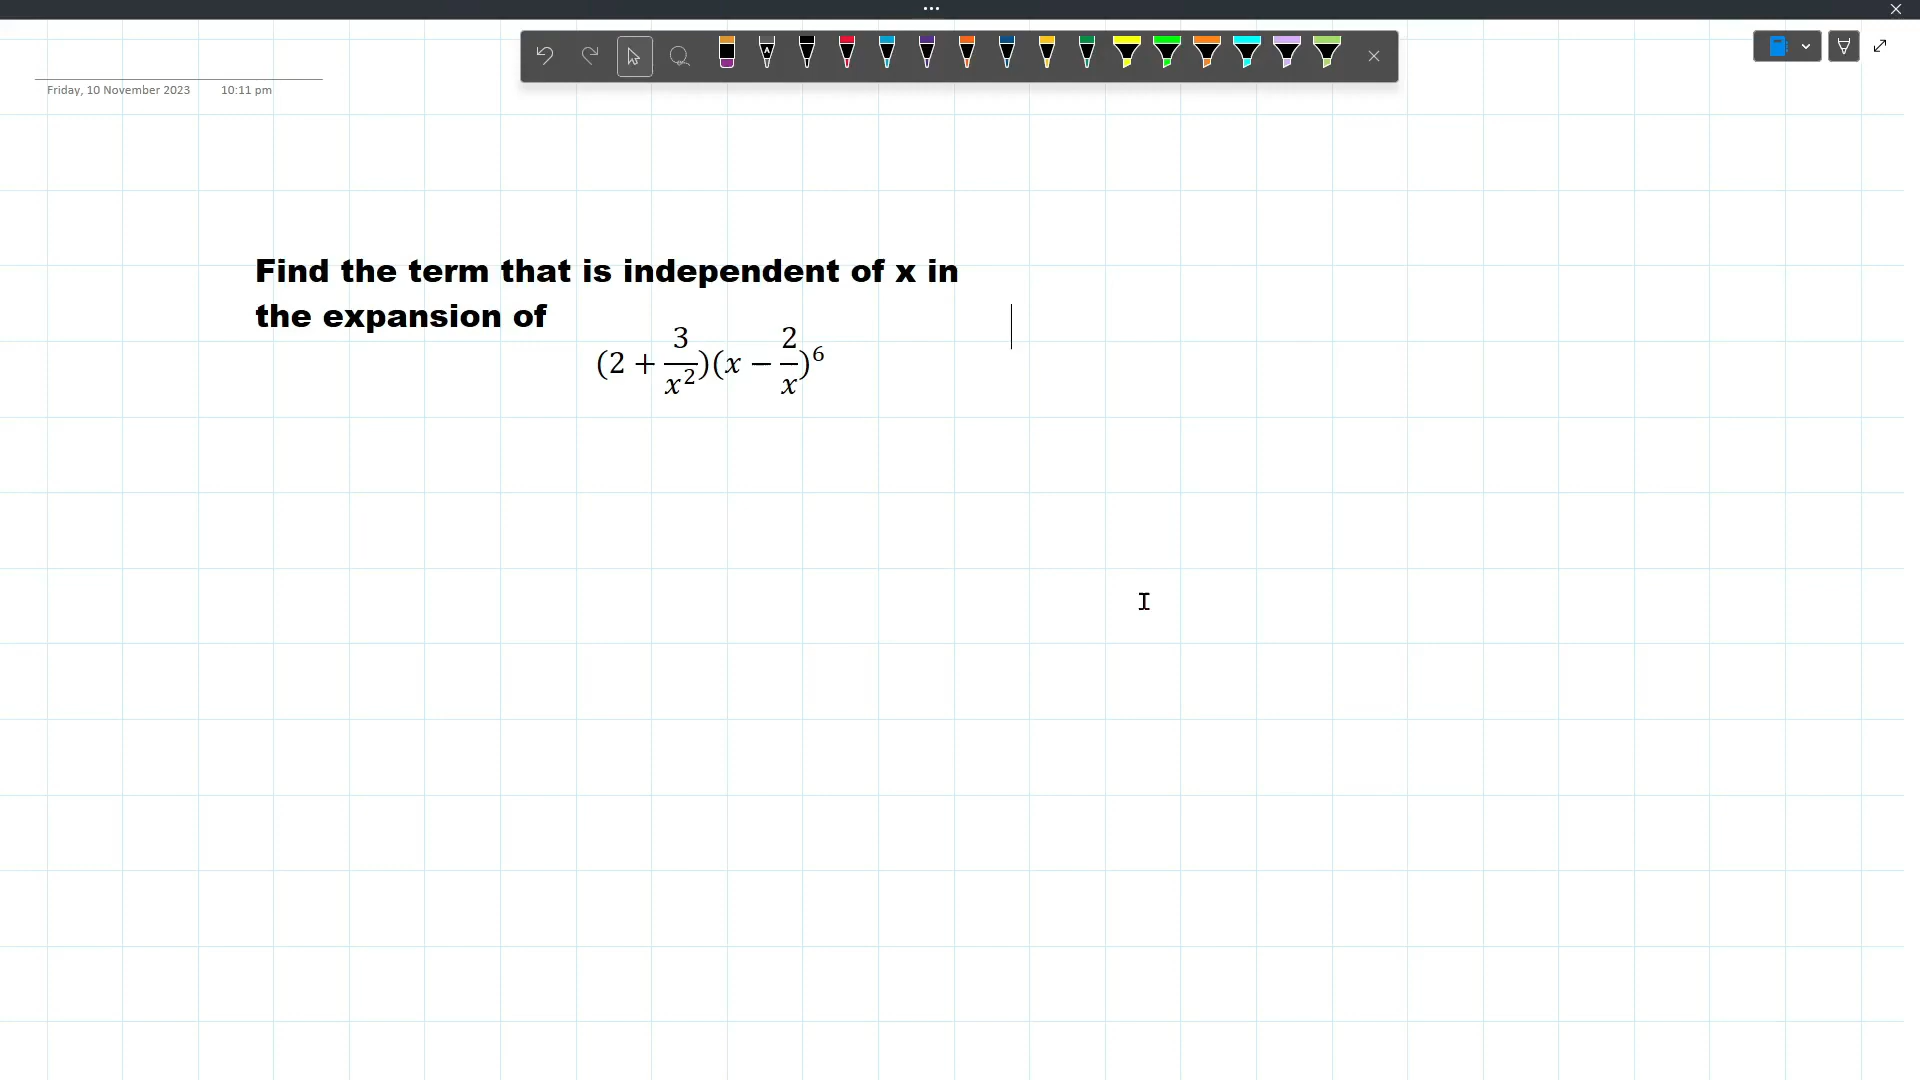 Friday, 10 November 2023 10:11 pm
Find the term that is independent of x in
the expansion of
(2 + 3/x²)(x − 2/x)⁶